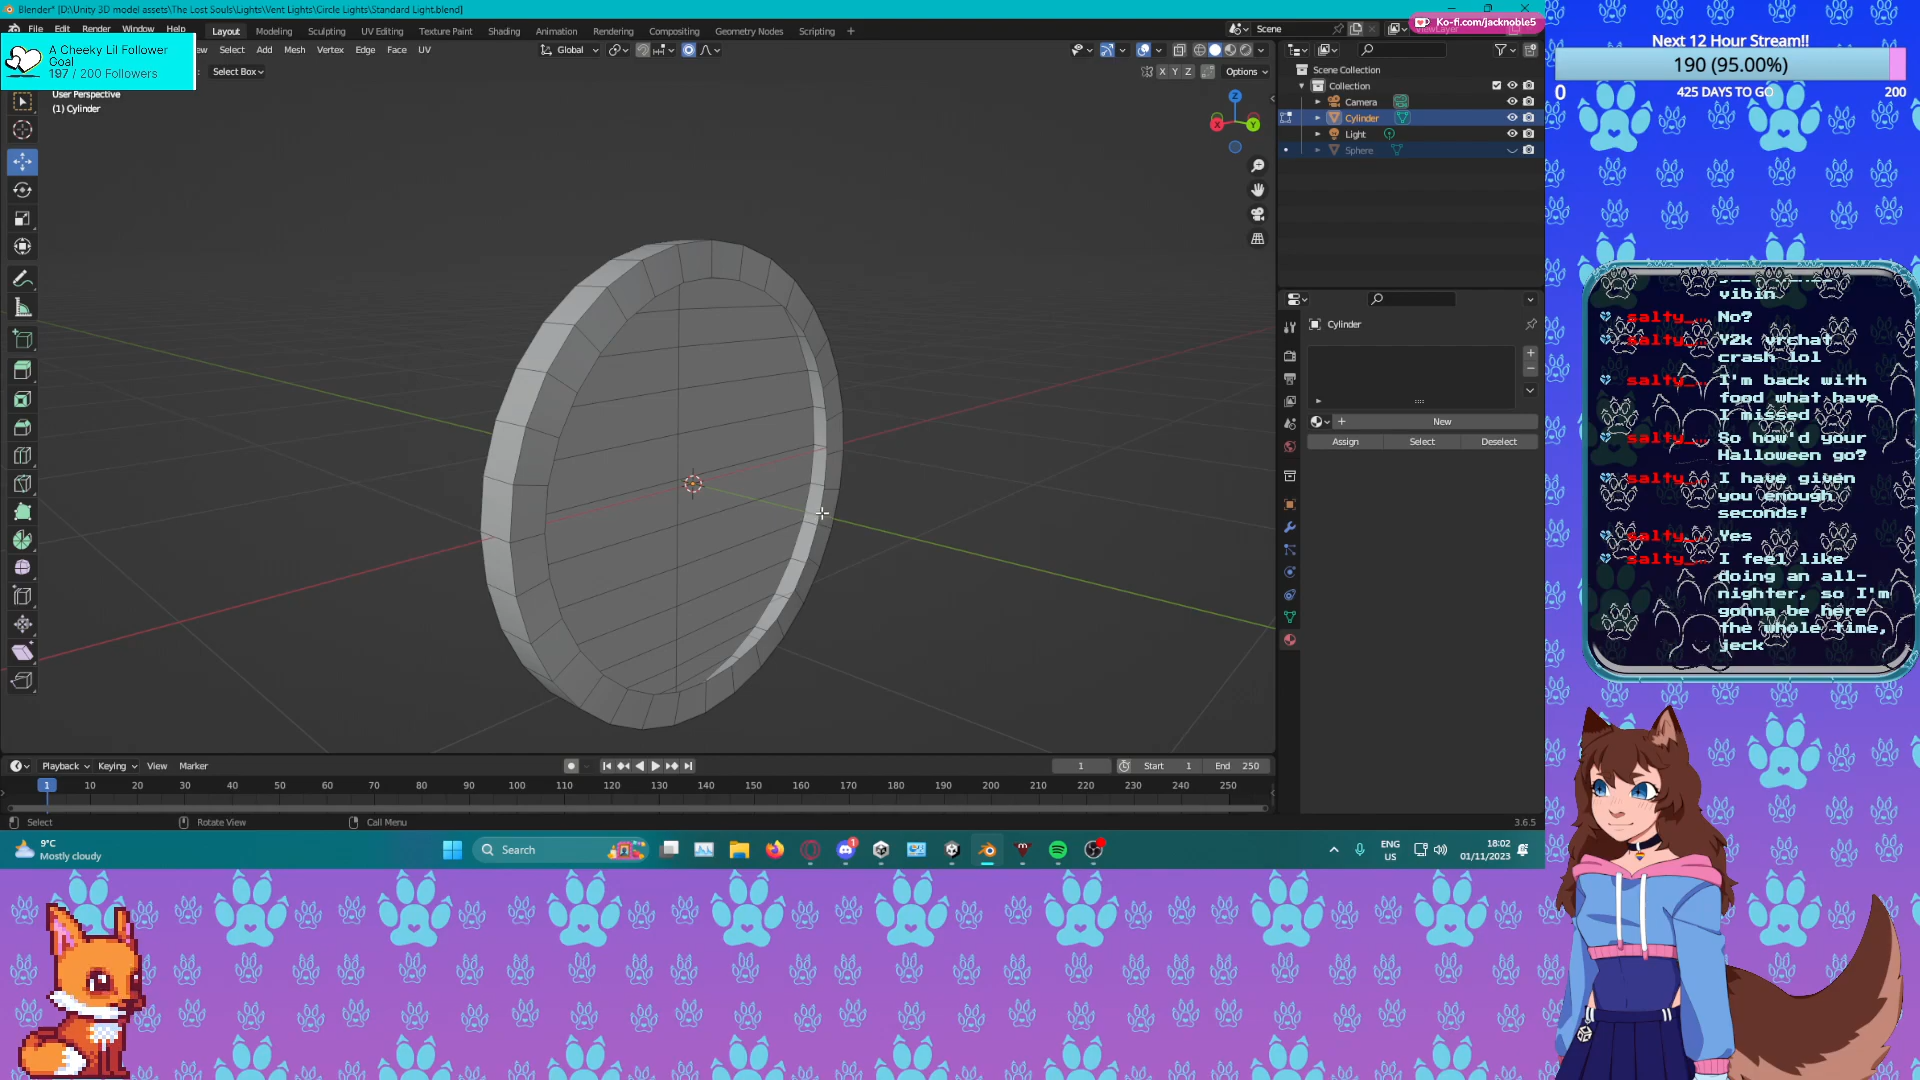 Blender* [D:\Unity 3D model assets\The Lost Souls\Lights\Vent Lights\Circle Lights\Standard Light.blend]
File Edit Render Window Help Layout Modeling Sculpting UV Editing Texture Paint Shading Animation Rendering Compositing Geometry Nodes Scripting
Scene
Ko-fi.com/jacknoble5
A Cheeky Lil Follower
Goal
197 / 200 Followers
Select Add Mesh Vertex Edge Face UV
Global
Select Box
X Y Z
Options
User Perspective
(1) Cylinder
Z
X
Y
Scene Collection
Collection
Camera
Cylinder
Light
Sphere
Cylinder
New
Assign Select Deselect
Playback Keying View Marker
1 Start 1 End 250
1 10 20 30 40 50 60 70 80 90 100 110 120 130 140 150 160 170 180 190 200 210 220 230 240 250
Select Rotate View Call Menu
3.6.5
9°C
Mostly cloudy
Search
ENG
US
18:02
01/11/2023
Next 12 Hour Stream!!
190 (95.00%)
0 425 DAYS TO GO 200
vibin
salty_... No?
salty_... Y2k vrchat
crash lol
salty_... I'm back with
food what have
I missed
salty_... So how'd your
Halloween go?
salty_... I have given
you enough
seconds!
salty_... Yes
salty_... I feel like
doing an all-
nighter, so I'm
gonna be here
the whole time,
jeck